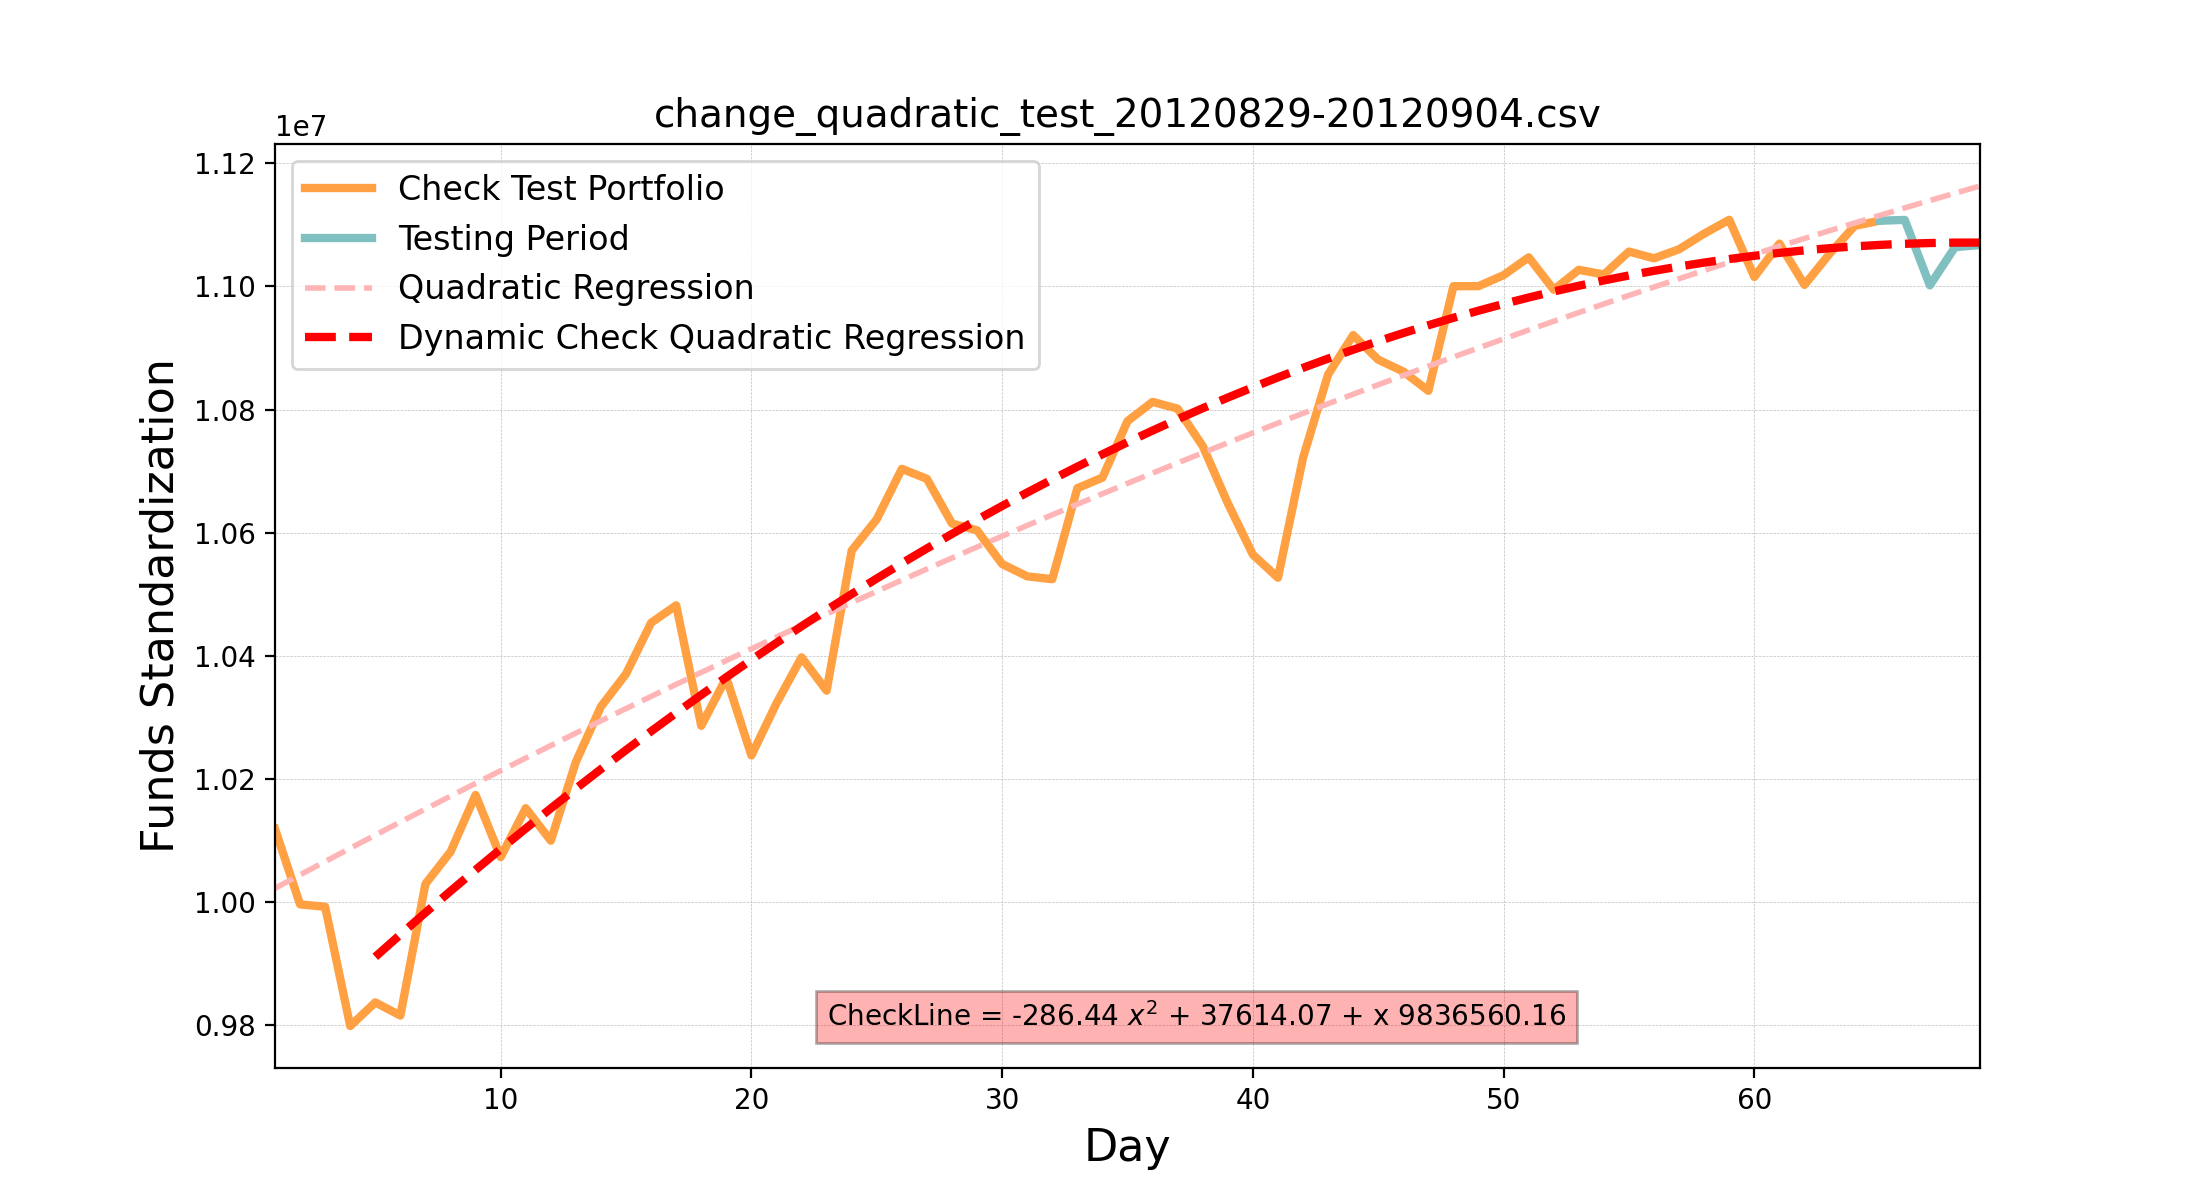 change_quadratic_test_20120829-20120904.csv
1e7
1.12
1.10
1.08
1.06
1.04
1.02
1.00
0.98
Funds Standardization
Check Test Portfolio
Testing Period
Quadratic Regression
Dynamic Check Quadratic Regression
CheckLine = -286.44 x² + 37614.07 + x 9836560.16
10 20 30 40 50 60
Day